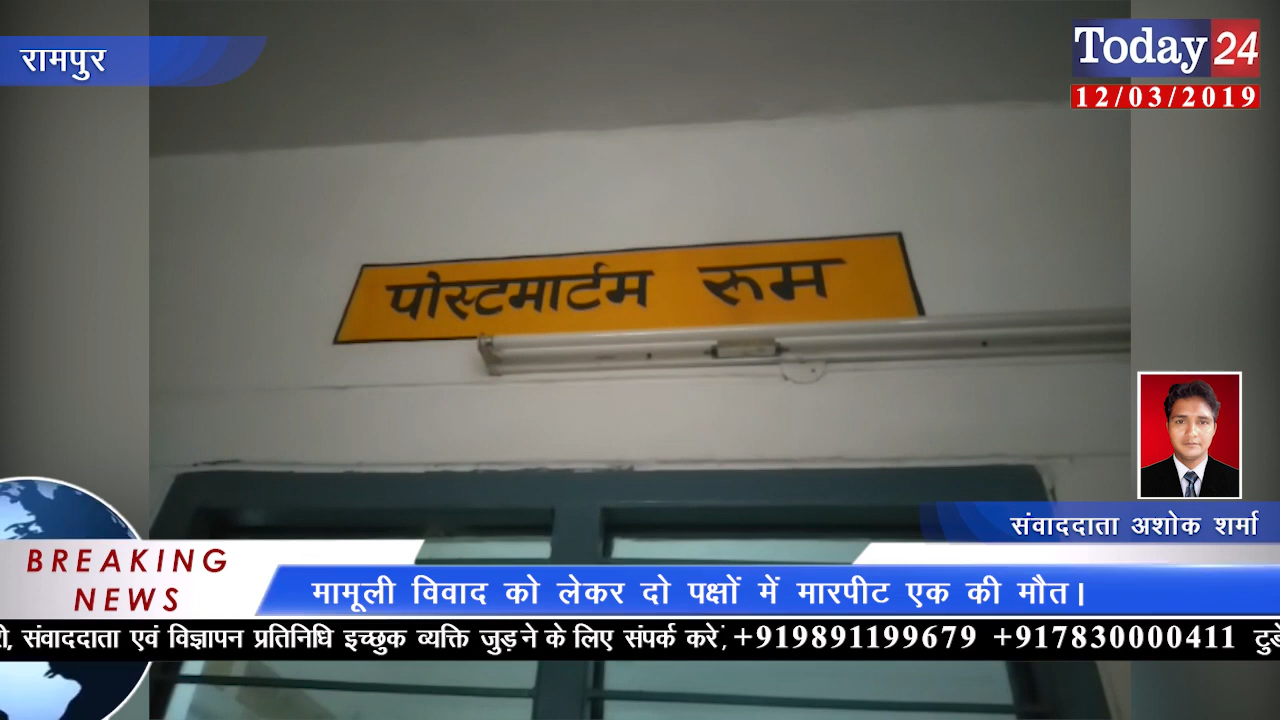 रामपुर
Today 24
12/03/2019
पोस्टमार्टम रूम
संवाददाता अशोक शर्मा
BREAKING
NEWS
मामूली विवाद को लेकर दो पक्षों में मारपीट एक की मौत।
संवाददाता एवं विज्ञापन प्रतिनिधि इच्छुक व्यक्ति जुड़ने के लिए संपर्क करें, +919891199679 +917830000411